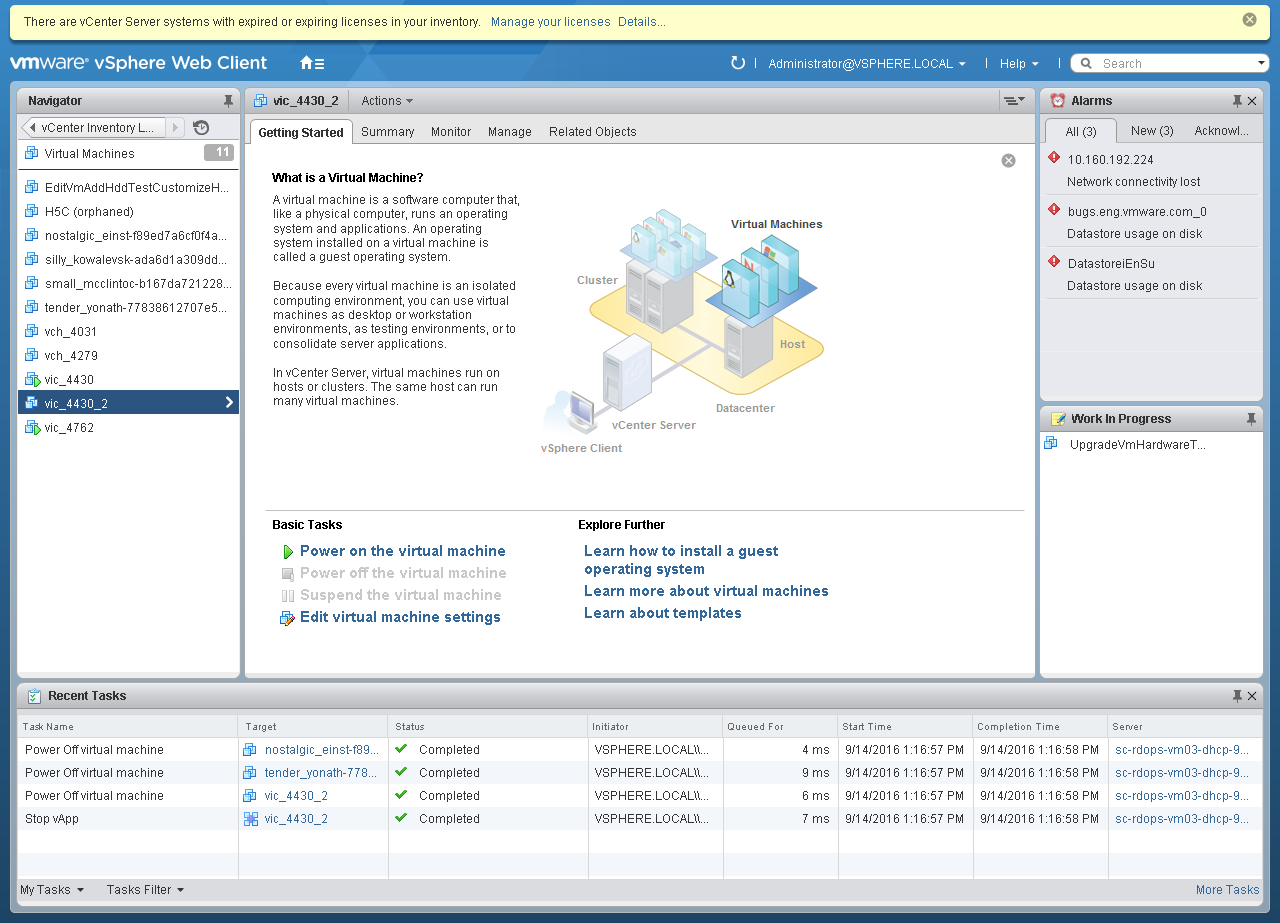 There are vCenter Server systems with expired or expiring licenses in your inventory. Manage your licenses Details...
vmware® vSphere Web Client
Administrator@VSPHERE.LOCAL
Help
Search
Navigator
vCenter Inventory L...
Virtual Machines 11
EditVmAddHddTestCustomizeH...
H5C (orphaned)
nostalgic_einst-f89ed7a6cf0f4a...
silly_kowalevsk-ada6d1a309dd...
small_mcclintoc-b167da721228...
tender_yonath-77838612707e5...
vch_4031
vch_4279
vic_4430
vic_4430_2
vic_4762
vic_4430_2 Actions
Getting Started Summary Monitor Manage Related Objects
What is a Virtual Machine?
A virtual machine is a software computer that,
like a physical computer, runs an operating
system and applications. An operating
system installed on a virtual machine is
called a guest operating system.
Because every virtual machine is an isolated
computing environment, you can use virtual
machines as desktop or workstation
environments, as testing environments, or to
consolidate server applications.
In vCenter Server, virtual machines run on
hosts or clusters. The same host can run
many virtual machines.
Virtual Machines
Cluster
Host
Datacenter
vCenter Server
vSphere Client
Basic Tasks
Power on the virtual machine
Power off the virtual machine
Suspend the virtual machine
Edit virtual machine settings
Explore Further
Learn how to install a guest
operating system
Learn more about virtual machines
Learn about templates
Alarms
All (3) New (3) Acknowl...
10.160.192.224
Network connectivity lost
bugs.eng.vmware.com_0
Datastore usage on disk
DatastoreiEnSu
Datastore usage on disk
Work In Progress
UpgradeVmHardwareT...
Recent Tasks
Task Name Target Status Initiator Queued For Start Time Completion Time Server
Power Off virtual machine nostalgic_einst-f89... Completed VSPHERE.LOCAL\\... 4 ms 9/14/2016 1:16:57 PM 9/14/2016 1:16:58 PM sc-rdops-vm03-dhcp-9...
Power Off virtual machine tender_yonath-778... Completed VSPHERE.LOCAL\\... 9 ms 9/14/2016 1:16:57 PM 9/14/2016 1:16:58 PM sc-rdops-vm03-dhcp-9...
Power Off virtual machine vic_4430_2 Completed VSPHERE.LOCAL\\... 6 ms 9/14/2016 1:16:57 PM 9/14/2016 1:16:58 PM sc-rdops-vm03-dhcp-9...
Stop vApp vic_4430_2 Completed VSPHERE.LOCAL\\... 7 ms 9/14/2016 1:16:57 PM 9/14/2016 1:16:58 PM sc-rdops-vm03-dhcp-9...
My Tasks Tasks Filter More Tasks